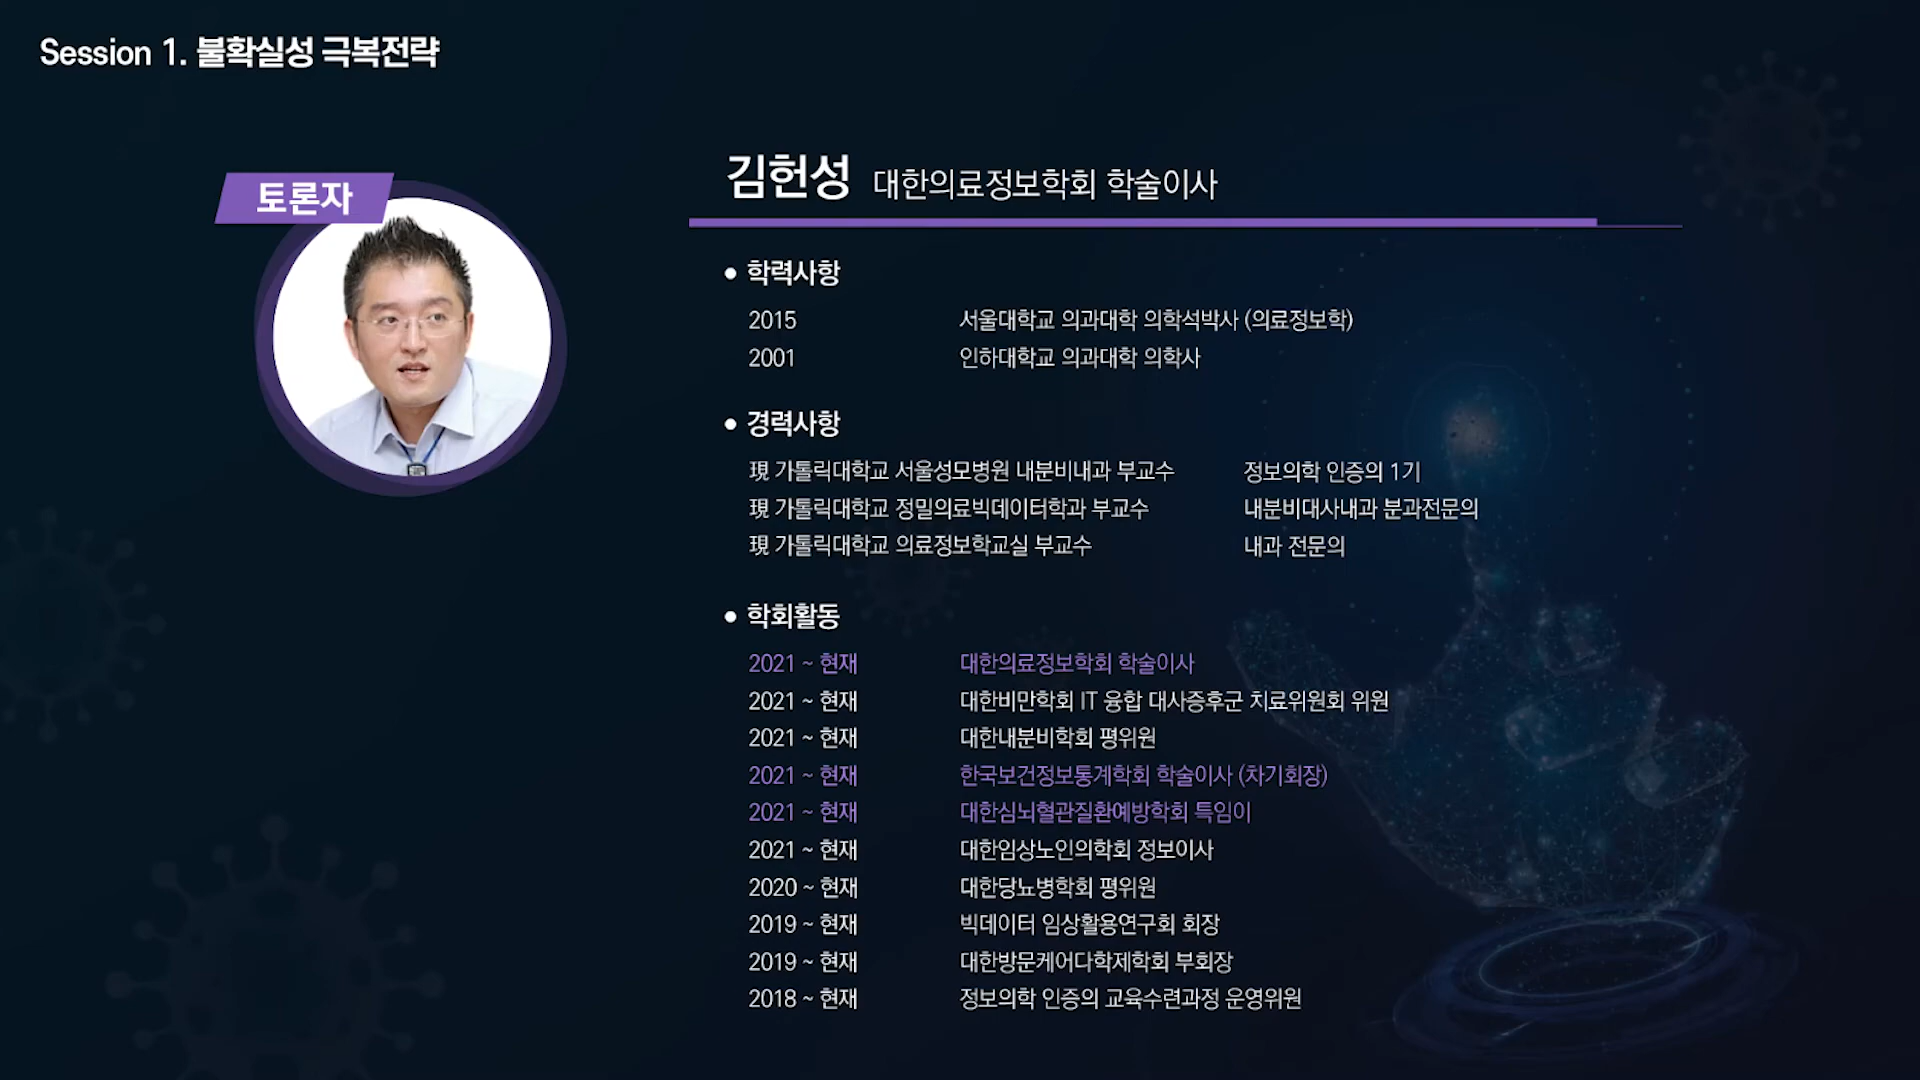 Session 1. 불확실성 극복전략
토론자
김헌성 대한의료정보학회 학술이사
• 학력사항
2015 서울대학교 의과대학 의학석박사 (의료정보학)
2001 인하대학교 의과대학 의학사
• 경력사항
現 가톨릭대학교 서울성모병원 내분비내과 부교수 정보의학 인증의 1기
現 가톨릭대학교 정밀의료빅데이터학과 부교수 내분비대사내과 분과전문의
現 가톨릭대학교 의료정보학교실 부교수 내과 전문의
• 학회활동
2021 ~ 현재 대한의료정보학회 학술이사
2021 ~ 현재 대한비만학회 IT 융합 대사증후군 치료위원회 위원
2021 ~ 현재 대한내분비학회 평위원
2021 ~ 현재 한국보건정보통계학회 학술이사 (차기회장)
2021 ~ 현재 대한심뇌혈관질환예방학회 특임이
2021 ~ 현재 대한임상노인의학회 정보이사
2020 ~ 현재 대한당뇨병학회 평위원
2019 ~ 현재 빅데이터 임상활용연구회 회장
2019 ~ 현재 대한방문케어다학제학회 부회장
2018 ~ 현재 정보의학 인증의 교육수련과정 운영위원